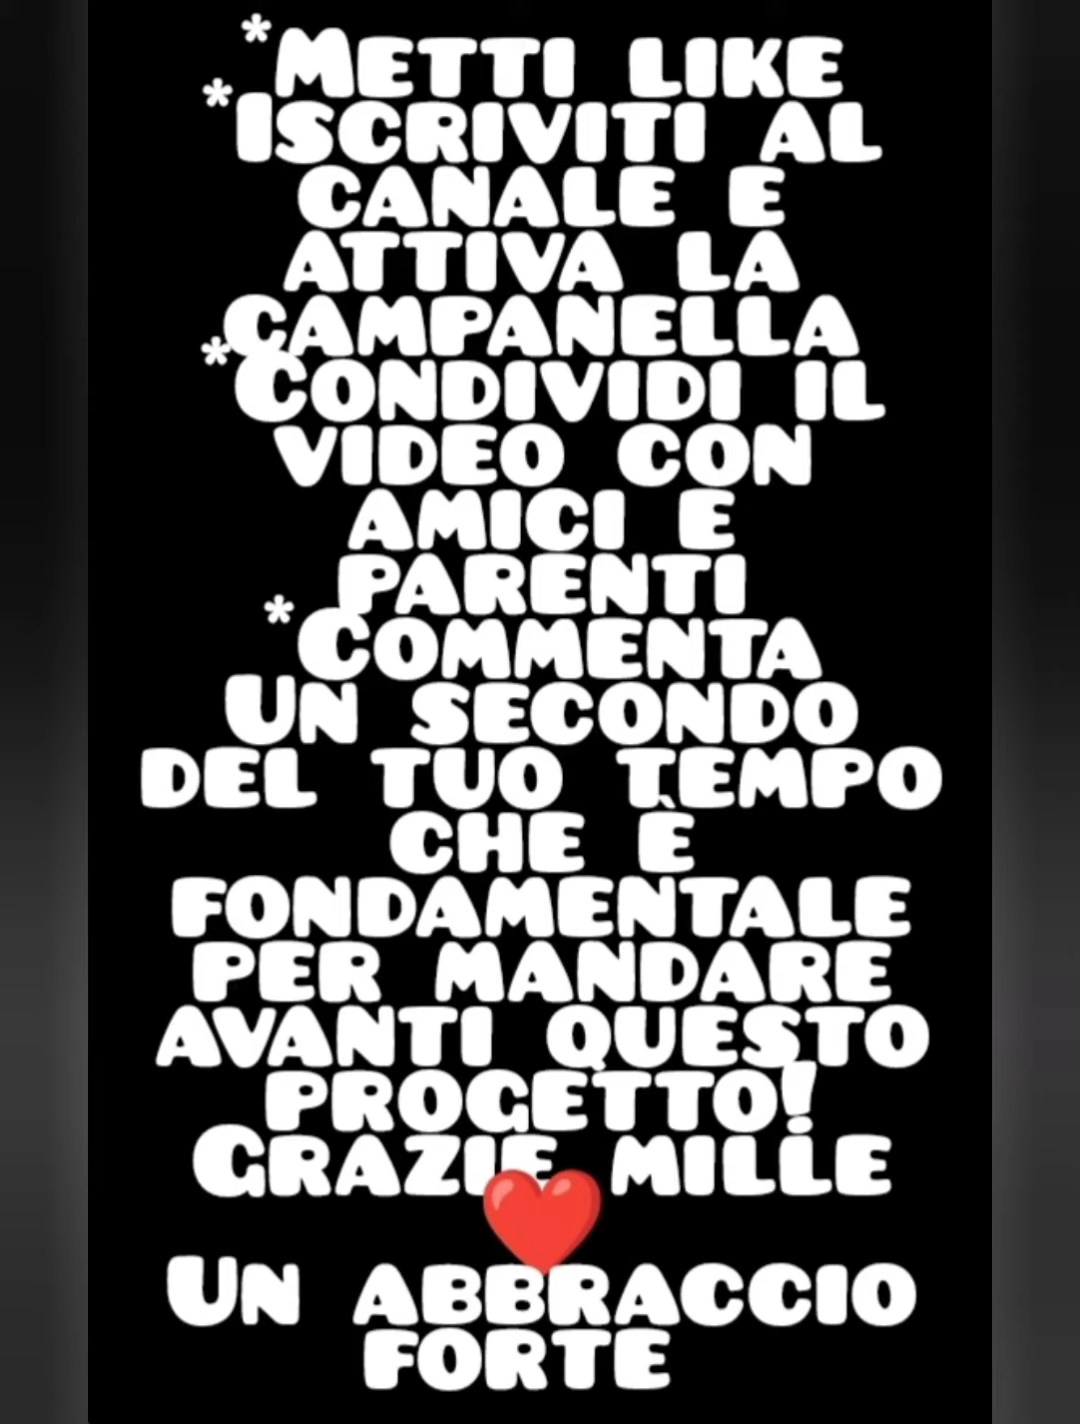 *Metti like
*Iscriviti al
canale e
attiva la
Campanella
*Condividi il
video con
amici e
parenti
*Commenta
Un secondo
del tuo tempo
che è
fondamentale
per mandare
avanti questo
progetto!
Grazie mille
❤️
Un abbraccio
forte